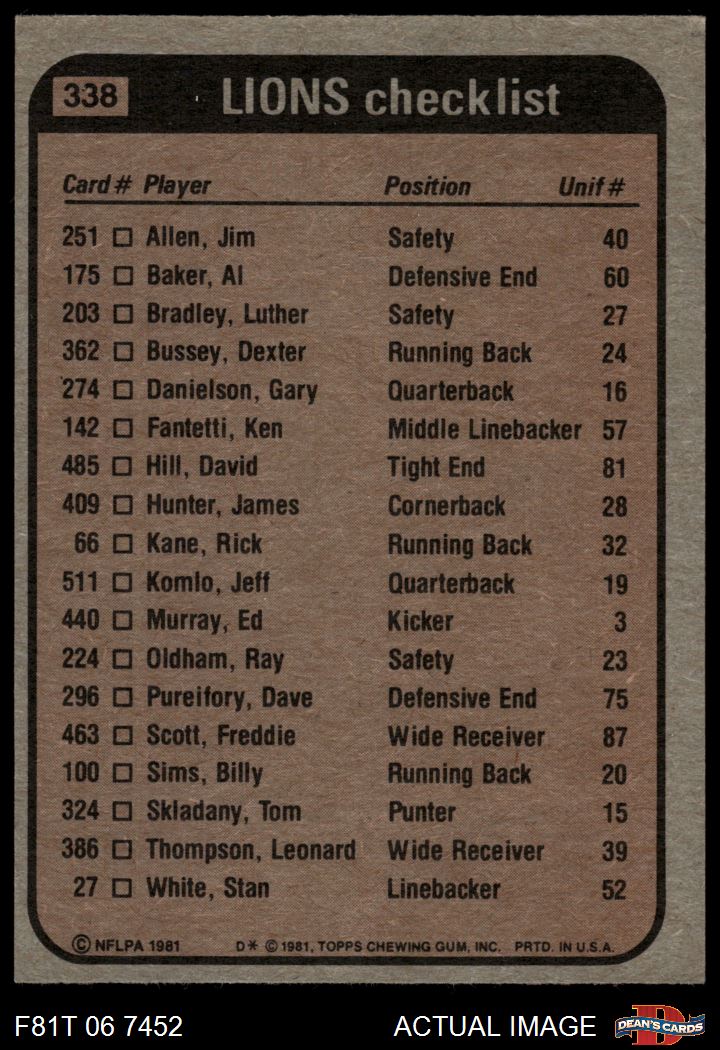 338 LIONS checklist
Card # Player Position Unif #
251 □ Allen, Jim Safety 40
175 □ Baker, Al Defensive End 60
203 □ Bradley, Luther Safety 27
362 □ Bussey, Dexter Running Back 24
274 □ Danielson, Gary Quarterback 16
142 □ Fantetti, Ken Middle Linebacker 57
485 □ Hill, David Tight End 81
409 □ Hunter, James Cornerback 28
66 □ Kane, Rick Running Back 32
511 □ Komlo, Jeff Quarterback 19
440 □ Murray, Ed Kicker 3
224 □ Oldham, Ray Safety 23
296 □ Pureifory, Dave Defensive End 75
463 □ Scott, Freddie Wide Receiver 87
100 □ Sims, Billy Running Back 20
324 □ Skladany, Tom Punter 15
386 □ Thompson, Leonard Wide Receiver 39
27 □ White, Stan Linebacker 52
© NFLPA 1981 D* © 1981, TOPPS CHEWING GUM, INC. PRTD. IN U.S.A.
F81T 06 7452 ACTUAL IMAGE D DEAN'S CARDS